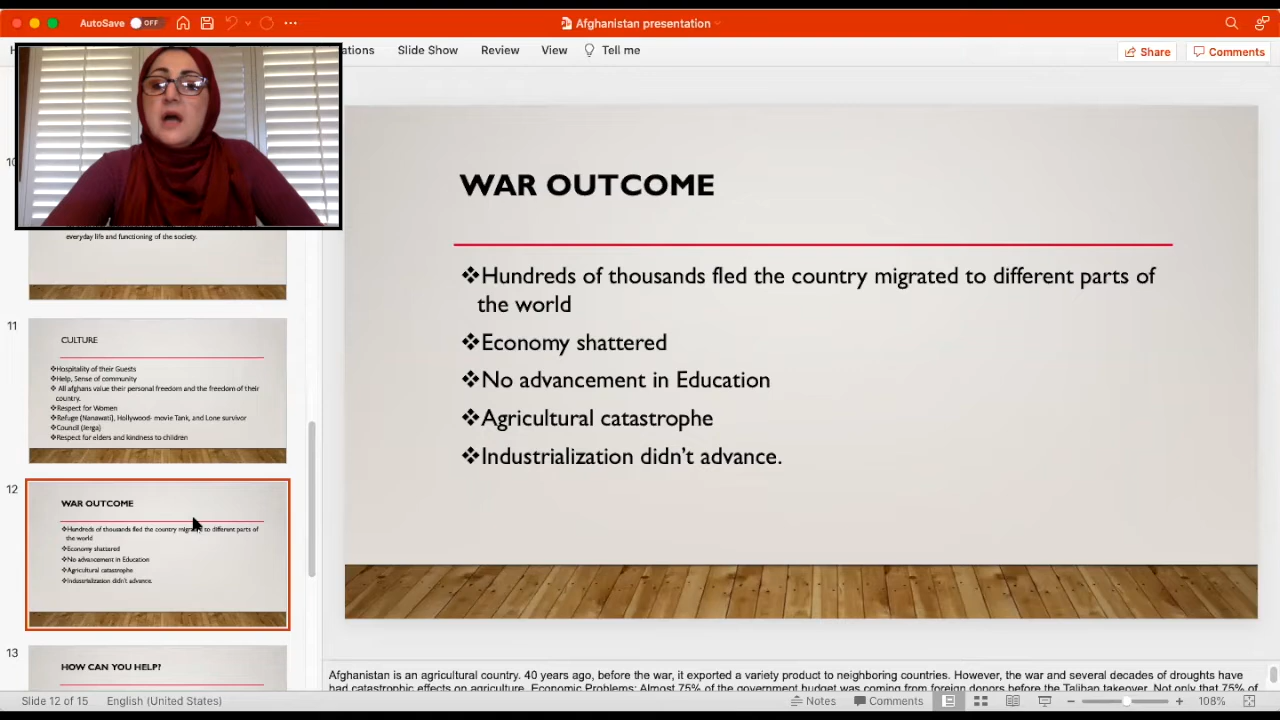 AutoSave OFF
Afghanistan presentation
ations Slide Show Review View Tell me
Share Comments
10
everyday life and functioning of the society.
11
CULTURE
❖Hospitality of their Guests
❖Help, Sense of community
❖ All afghans value their personal freedom and the freedom of their
country.
❖Respect for Women
❖Refuge (Nanawati), Hollywood- movie Tank, and Lone survivor
❖Council (Jerga)
❖Respect for elders and kindness to children
12
WAR OUTCOME
❖Hundreds of thousands fled the country migrated to different parts of
the world
❖Economy shattered
❖No advancement in Education
❖Agricultural catastrophe
❖Industrialization didn't advance.
13
HOW CAN YOU HELP?
WAR OUTCOME
❖Hundreds of thousands fled the country migrated to different parts of
the world
❖Economy shattered
❖No advancement in Education
❖Agricultural catastrophe
❖Industrialization didn't advance.
Afghanistan is an agricultural country. 40 years ago, before the war, it exported a variety product to neighboring countries. However, the war and several decades of droughts have
had catastrophic effects on agriculture. Economic Problems: Almost 75% of the government budget was coming from foreign donors before the Taliban takeover. Not only that 75% of
Slide 12 of 15 English (United States) Notes Comments 108%